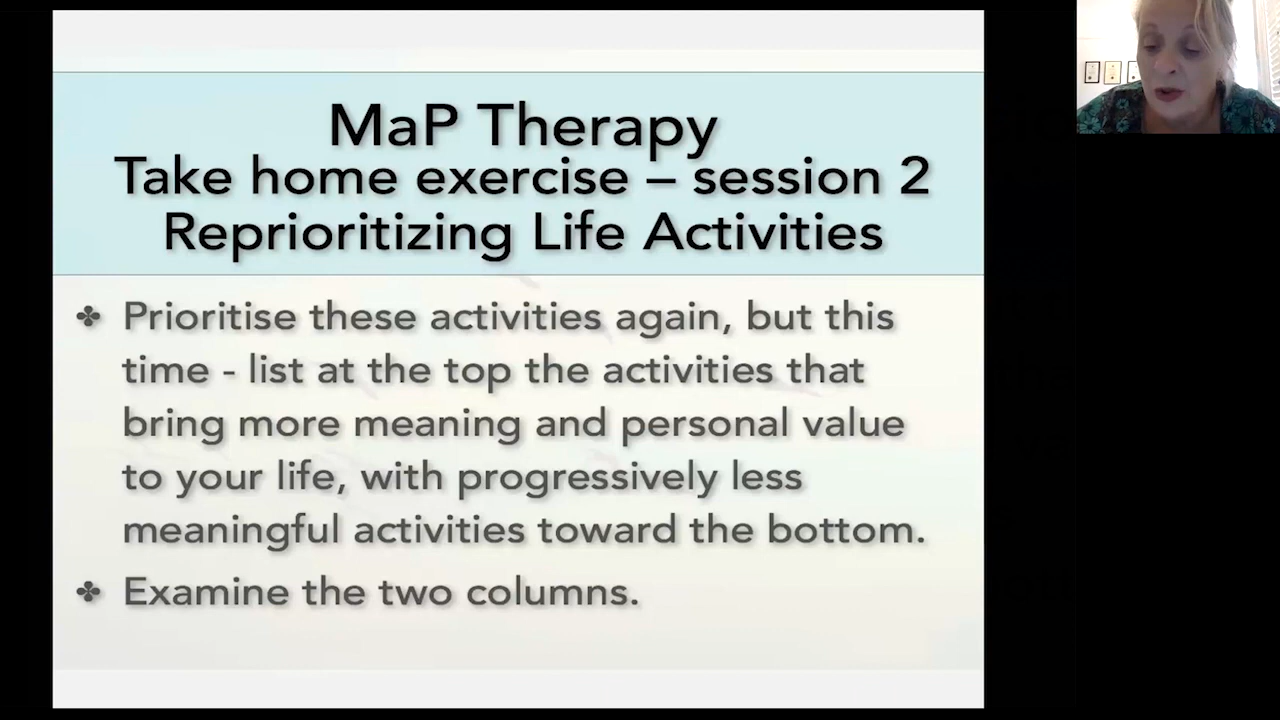 MaP Therapy
Take home exercise – session 2
Reprioritizing Life Activities
Prioritise these activities again, but this
time - list at the top the activities that
bring more meaning and personal value
to your life, with progressively less
meaningful activities toward the bottom.
Examine the two columns.